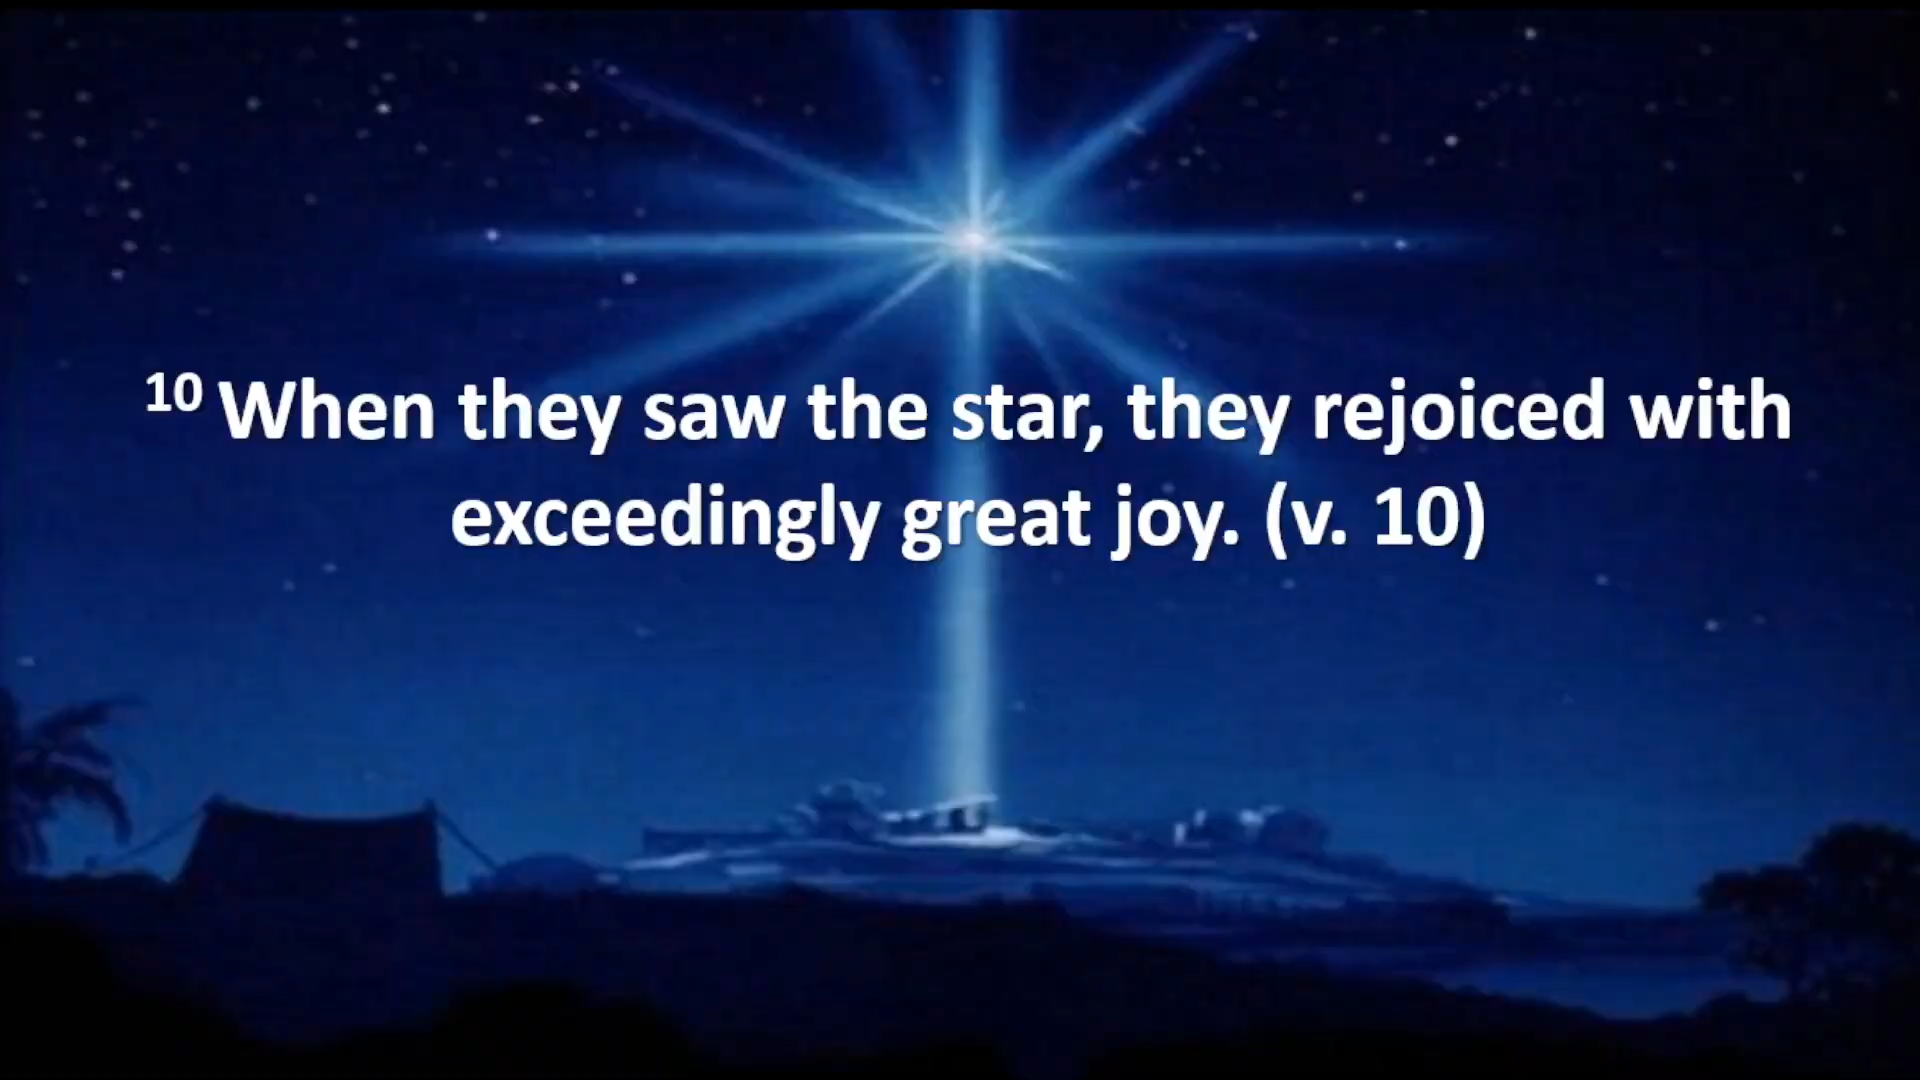 10 When they saw the star, they rejoiced with
exceedingly great joy. (v. 10)